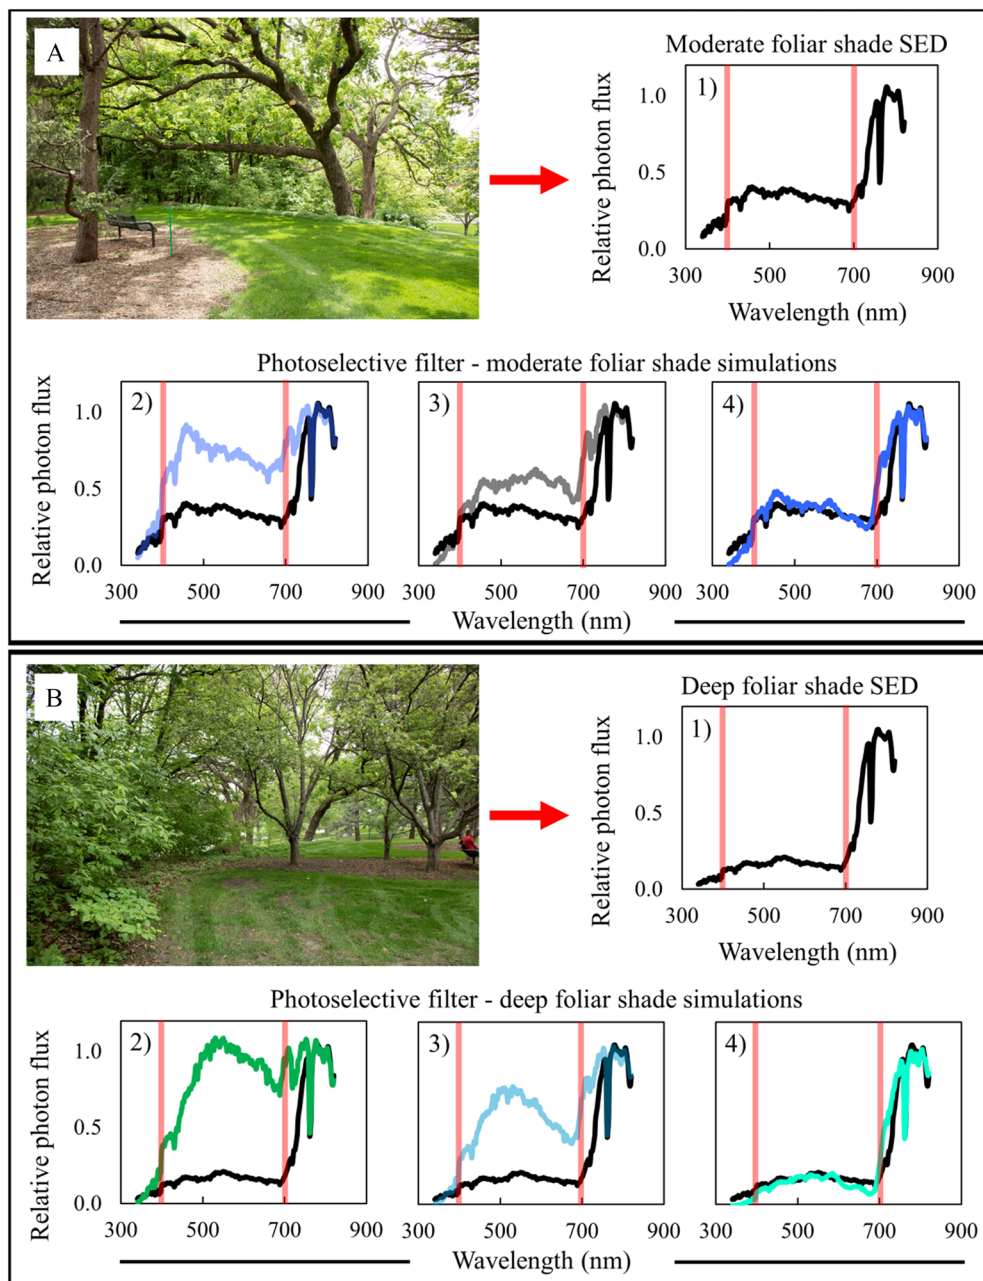 A
Moderate foliar shade SED
1)
Relative photon flux
1.0
0.5
0.0
300 500 700 900
Wavelength (nm)
Photoselective filter - moderate foliar shade simulations
Relative photon flux
1.0
0.5
0.0
2)
3)
4)
300 500 700 900
300 500 700 900
300 500 700 900
Wavelength (nm)
B
Deep foliar shade SED
1)
Relative photon flux
1.0
0.5
0.0
300 500 700 900
Wavelength (nm)
Photoselective filter - deep foliar shade simulations
Relative photon flux
1.0
0.5
0.0
2)
3)
4)
300 500 700 900
300 500 700 900
300 500 700 900
Wavelength (nm)